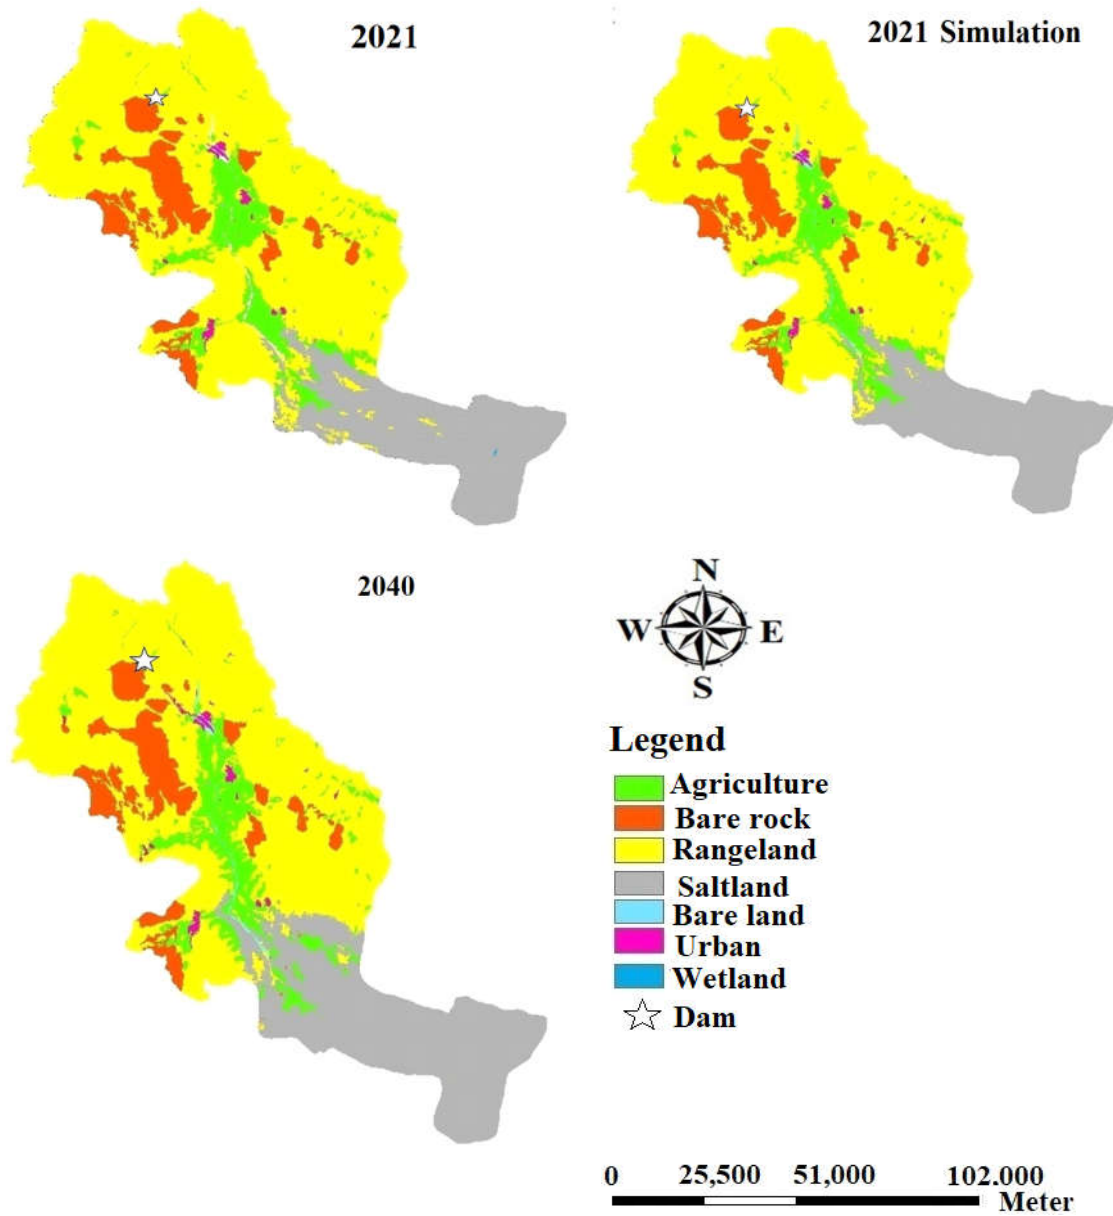 2021
2021 Simulation
2040
N
W E
S
Legend
Agriculture
Bare rock
Rangeland
Saltland
Bare land
Urban
Wetland
Dam
0 25,500 51,000 102.000
Meter